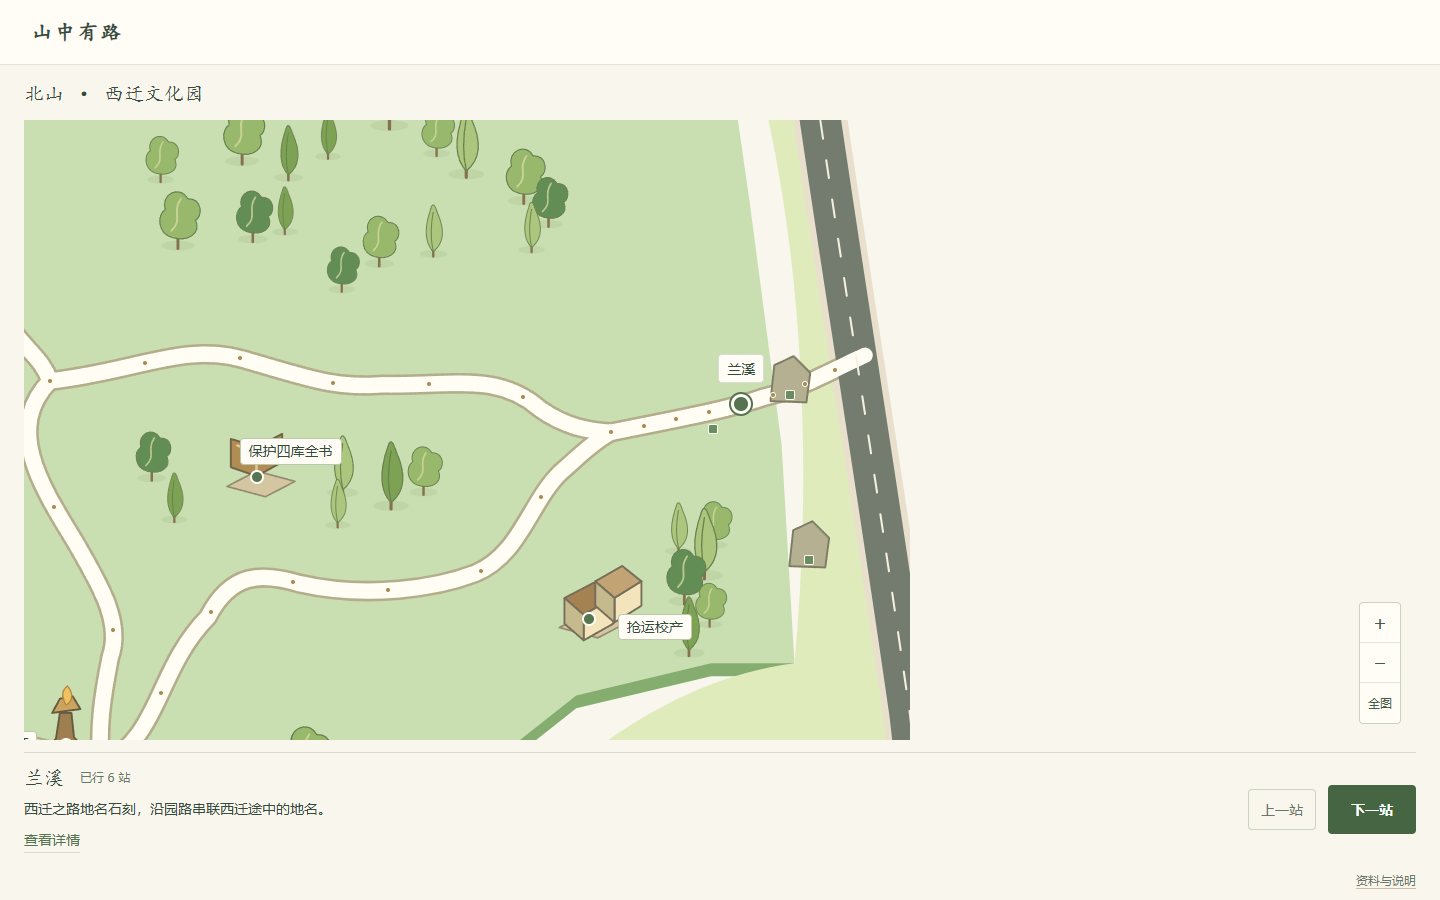 山中有路
北山 • 西迁文化园
兰溪
保护四库全书
抢运校产
+
−
全图
兰溪 已行 6 站
西迁之路地名石刻，沿园路串联西迁途中的地名。
查看详情
上一站
下一站
资料与说明